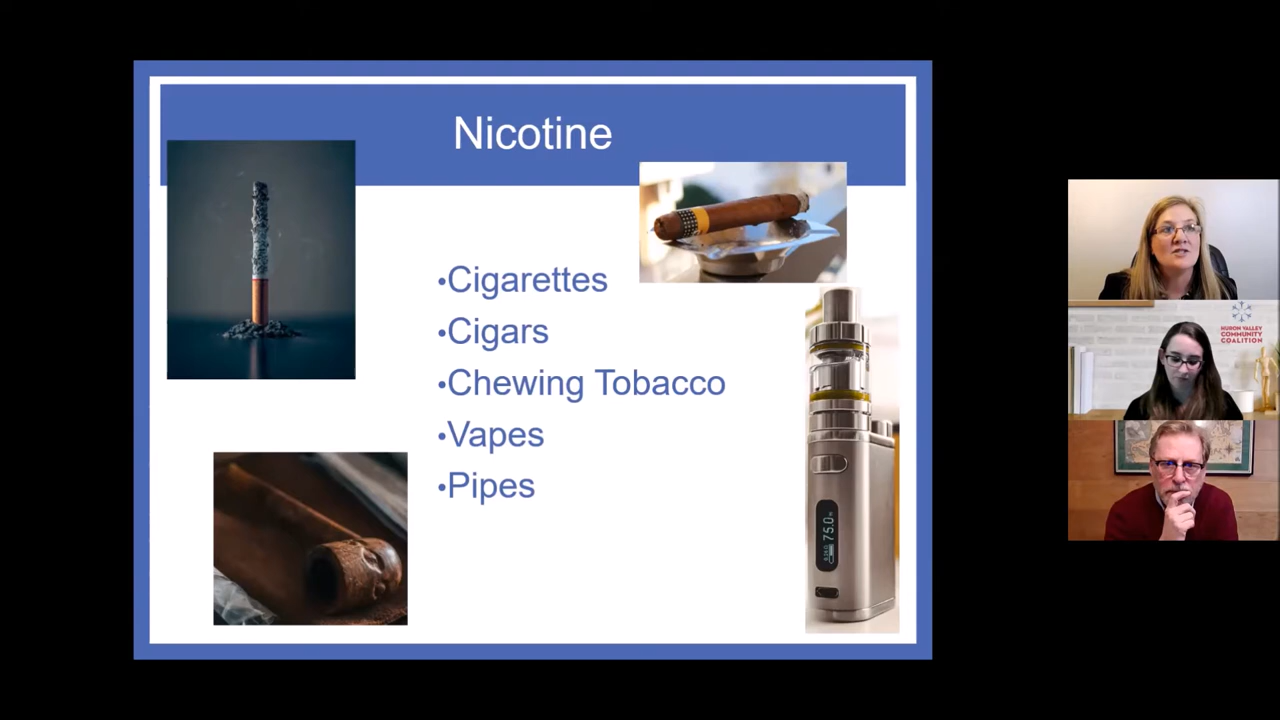 Nicotine
•Cigarettes
•Cigars
•Chewing Tobacco
•Vapes
•Pipes
75.0
HURON VALLEY
COMMUNITY
COALITION